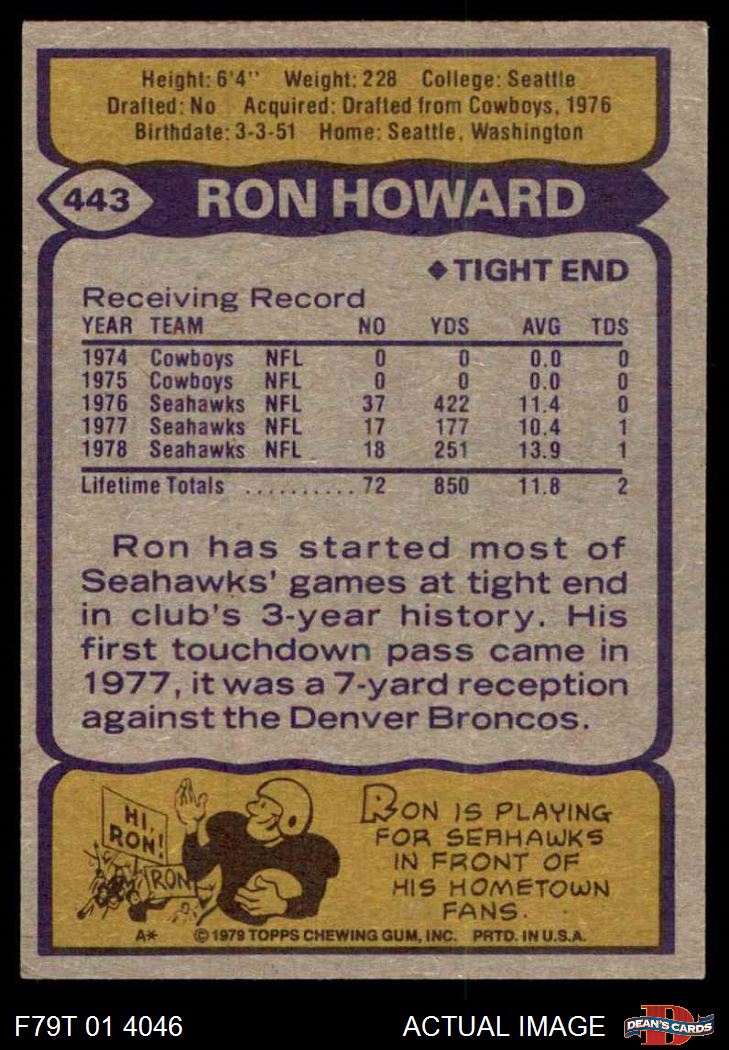 Height: 6'4" Weight: 228 College: Seattle
Drafted: No Acquired: Drafted from Cowboys, 1976
Birthdate: 3-3-51 Home: Seattle, Washington
443 RON HOWARD
◆ TIGHT END
Receiving Record
YEAR TEAM NO YDS AVG TDS
1974 Cowboys NFL 0 0 0.0 0
1975 Cowboys NFL 0 0 0.0 0
1976 Seahawks NFL 37 422 11.4 0
1977 Seahawks NFL 17 177 10.4 1
1978 Seahawks NFL 18 251 13.9 1
Lifetime Totals .......... 72 850 11.8 2
Ron has started most of
Seahawks' games at tight end
in club's 3-year history. His
first touchdown pass came in
1977, it was a 7-yard reception
against the Denver Broncos.
HI,
RON!
RON
RON IS PLAYING
FOR SEAHAWKS
IN FRONT OF
HIS HOMETOWN
FANS.
A* © 1979 TOPPS CHEWING GUM, INC. PRTD. IN U.S.A.
F79T 01 4046 ACTUAL IMAGE
D
DEAN'S CARDS